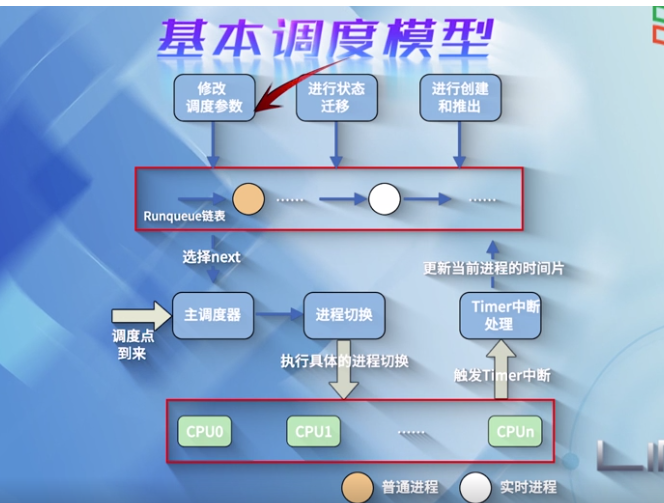 基本调度模型
修改
调度参数
进行状态
迁移
进行创建
和推出
......
......
Runqueue链表
选择next
更新当前进程的时间片
调度点
到来
主调度器
进程切换
Timer中断
处理
执行具体的进程切换
触发Timer中断
CPU0
CPU1
......
CPUn
普通进程
实时进程